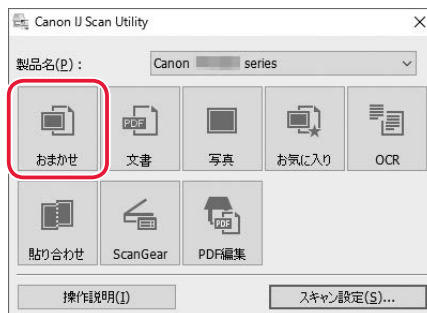 Canon IJ Scan Utility
製品名(P)： Canon series
おまかせ 文書 写真 お気に入り OCR
PDF
貼り合わせ ScanGear PDF編集
PDF
操作説明(I) スキャン設定(S)...